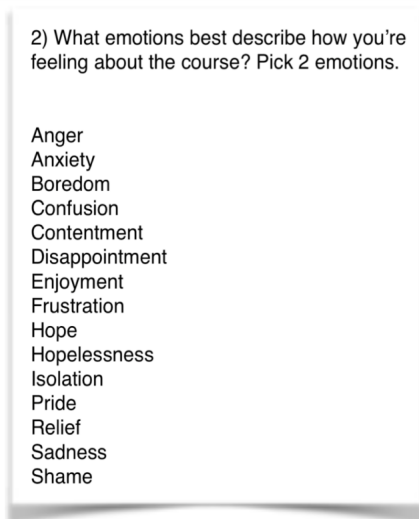 2) What emotions best describe how you're
feeling about the course? Pick 2 emotions.
Anger
Anxiety
Boredom
Confusion
Contentment
Disappointment
Enjoyment
Frustration
Hope
Hopelessness
Isolation
Pride
Relief
Sadness
Shame